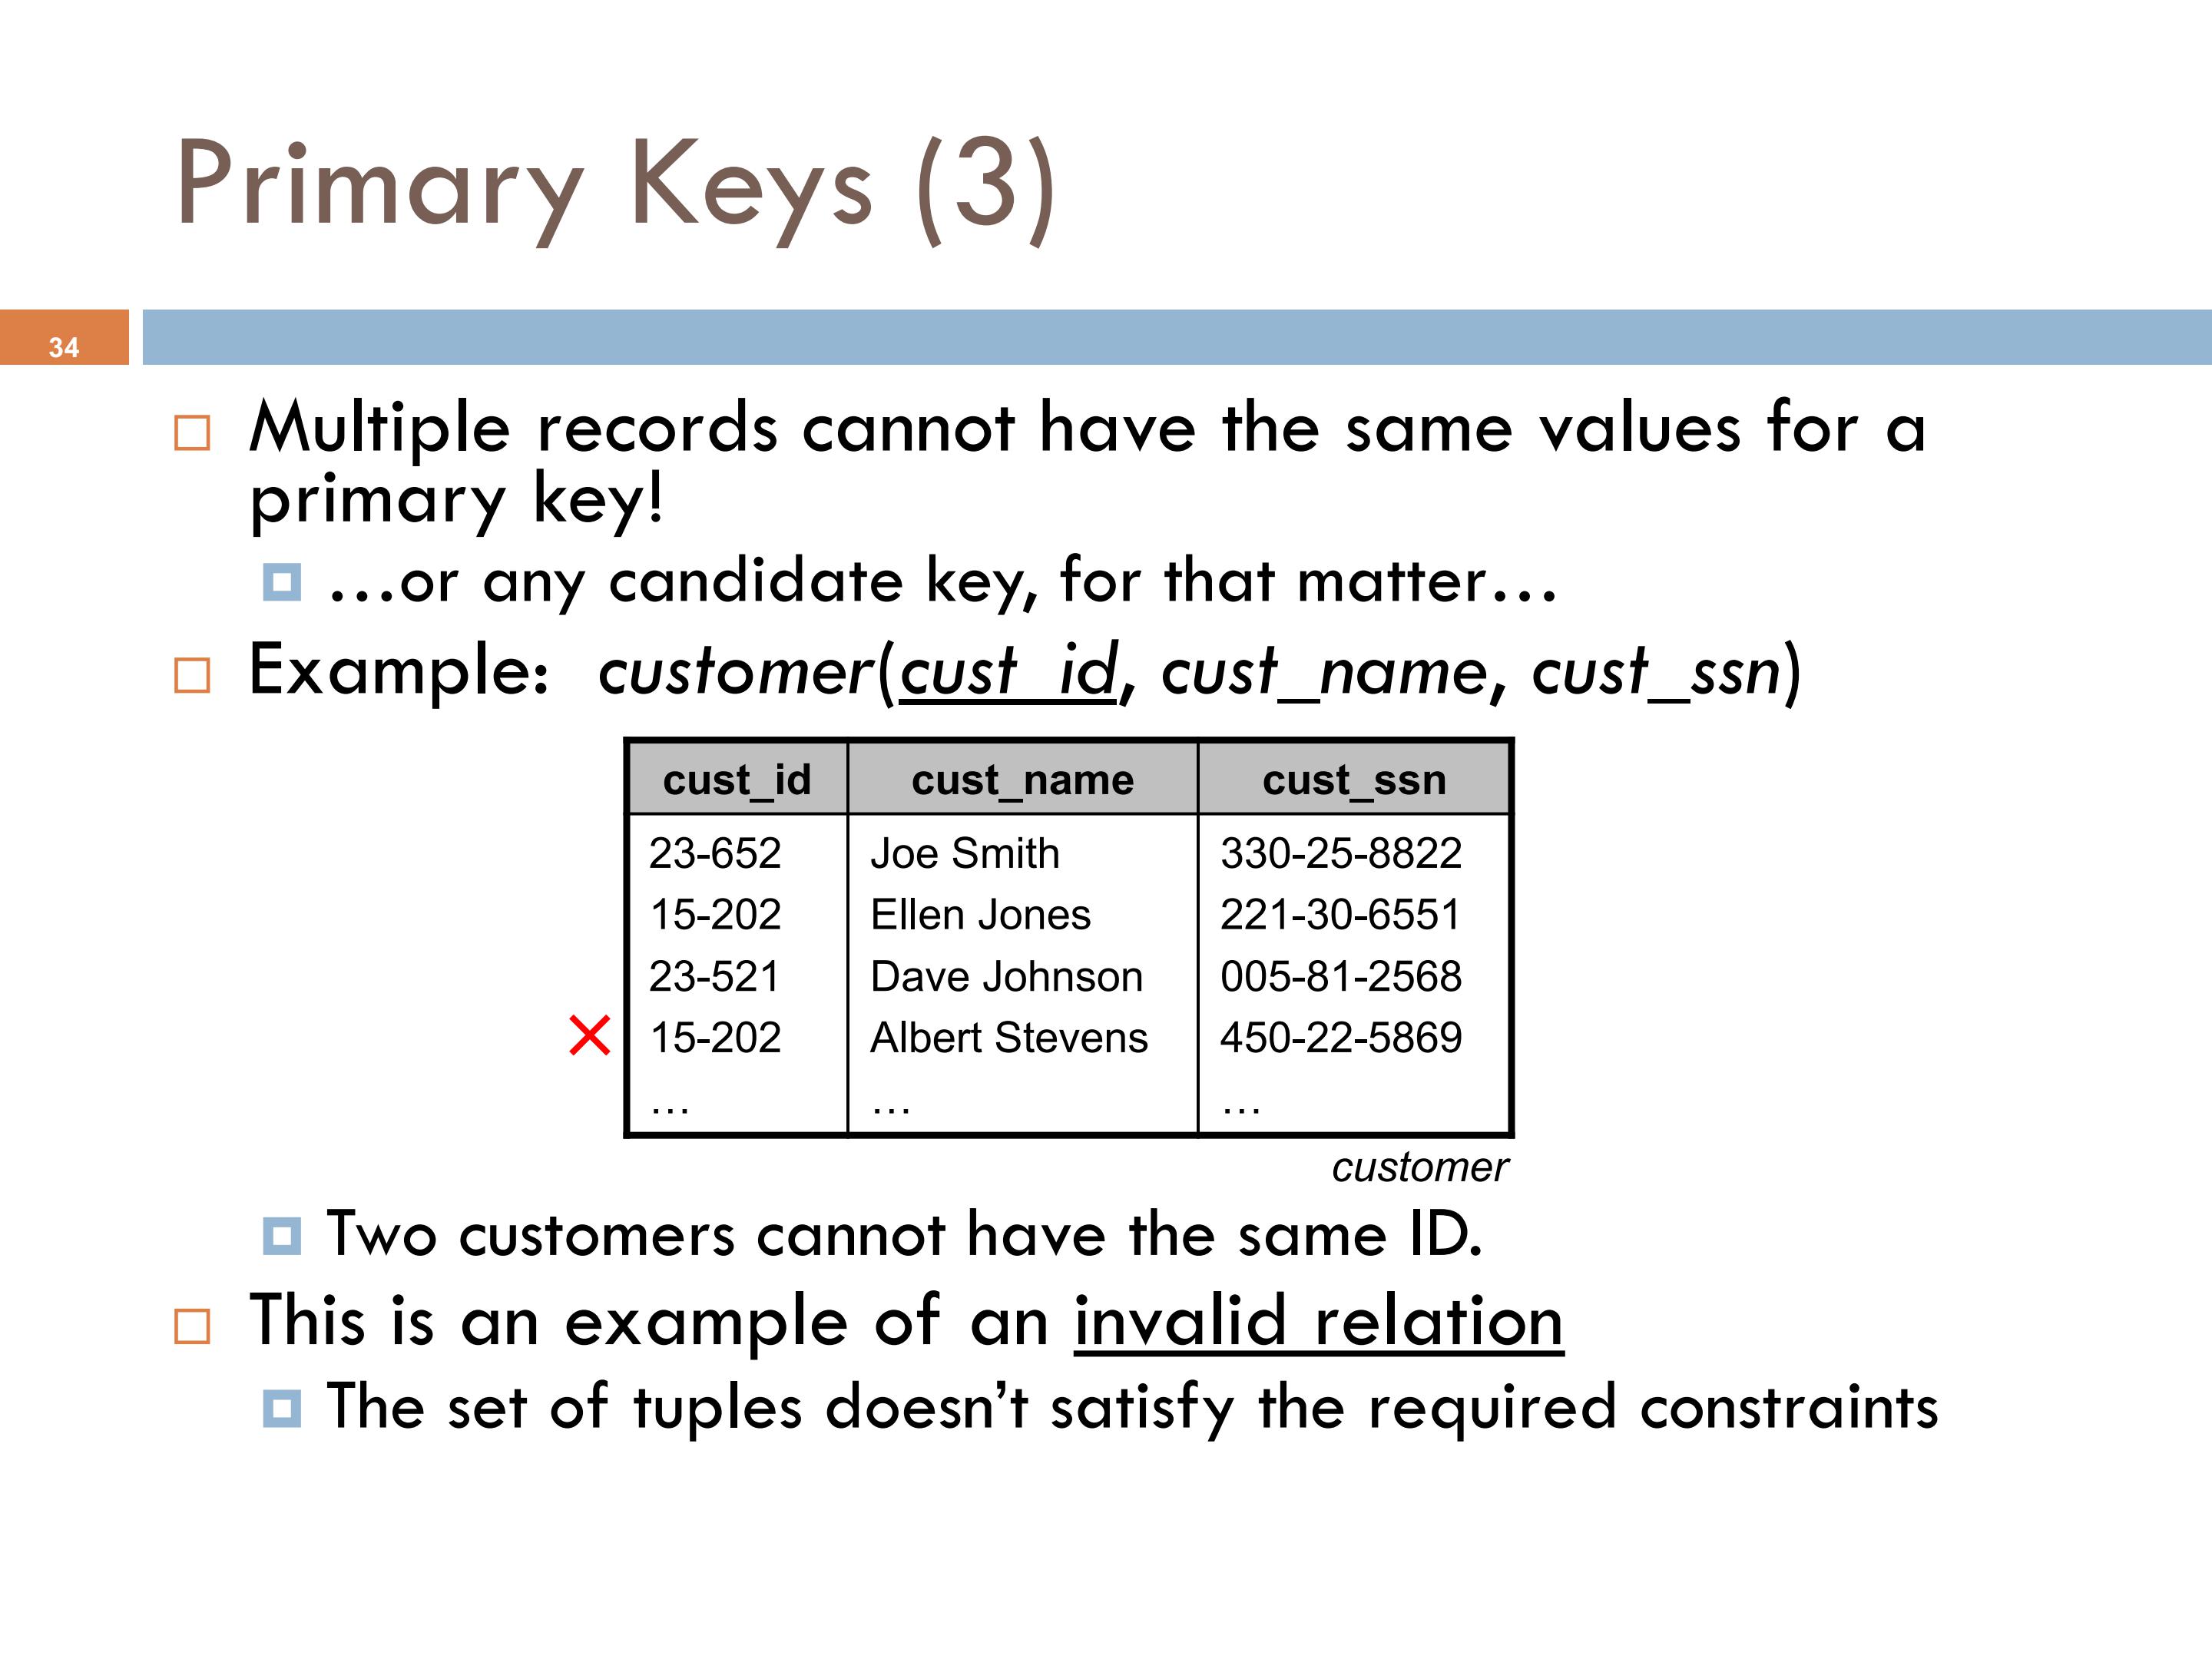 Primary Keys (3)
34
Multiple records cannot have the same values for a
primary key!
…or any candidate key, for that matter…
Example: customer(cust_id, cust_name, cust_ssn)
cust_id cust_name cust_ssn
23-652 Joe Smith 330-25-8822
15-202 Ellen Jones 221-30-6551
23-521 Dave Johnson 005-81-2568
15-202 Albert Stevens 450-22-5869
… … …
customer
Two customers cannot have the same ID.
This is an example of an invalid relation
The set of tuples doesn’t satisfy the required constraints